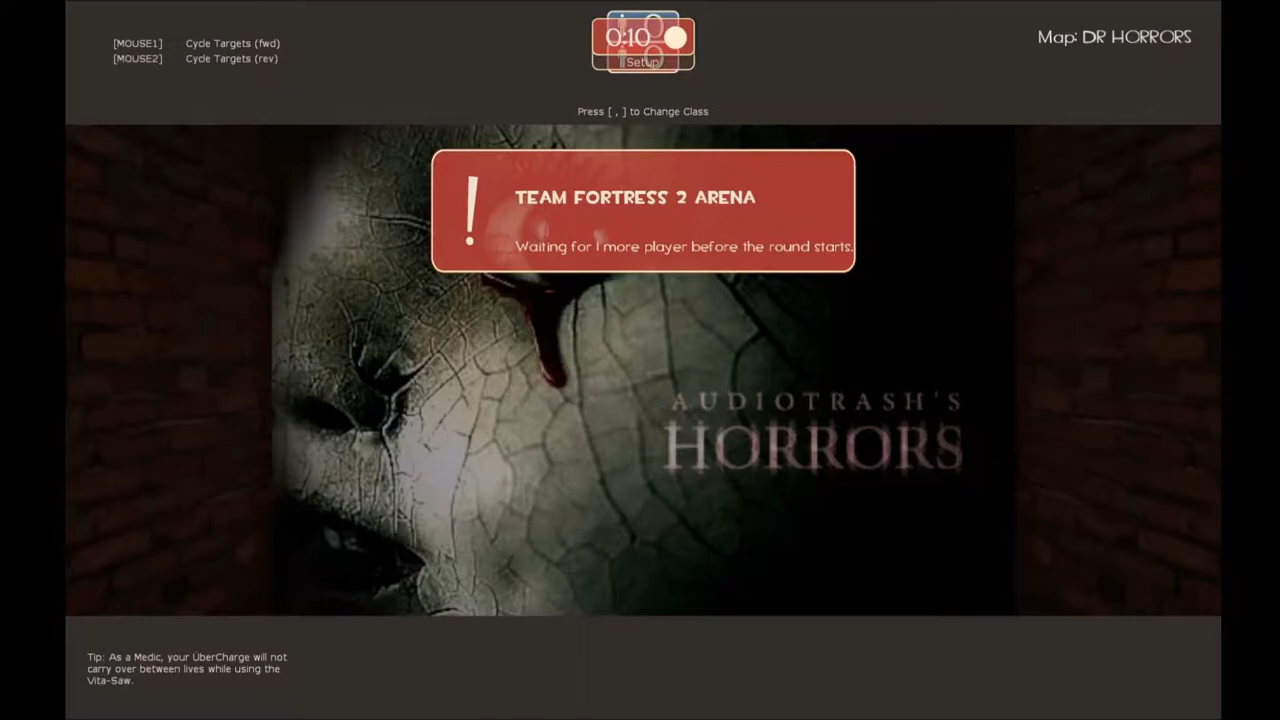 [MOUSE1] Cycle Targets (fwd)
[MOUSE2] Cycle Targets (rev)
0:10
Setup
Map: DR HORRORS
Press [ , ] to Change Class
!
TEAM FORTRESS 2 ARENA
Waiting for 1 more player before the round starts.
AUDIOTRASH'S
HORRORS
Tip: As a Medic, your ÜberCharge will not
carry over between lives while using the
Vita-Saw.